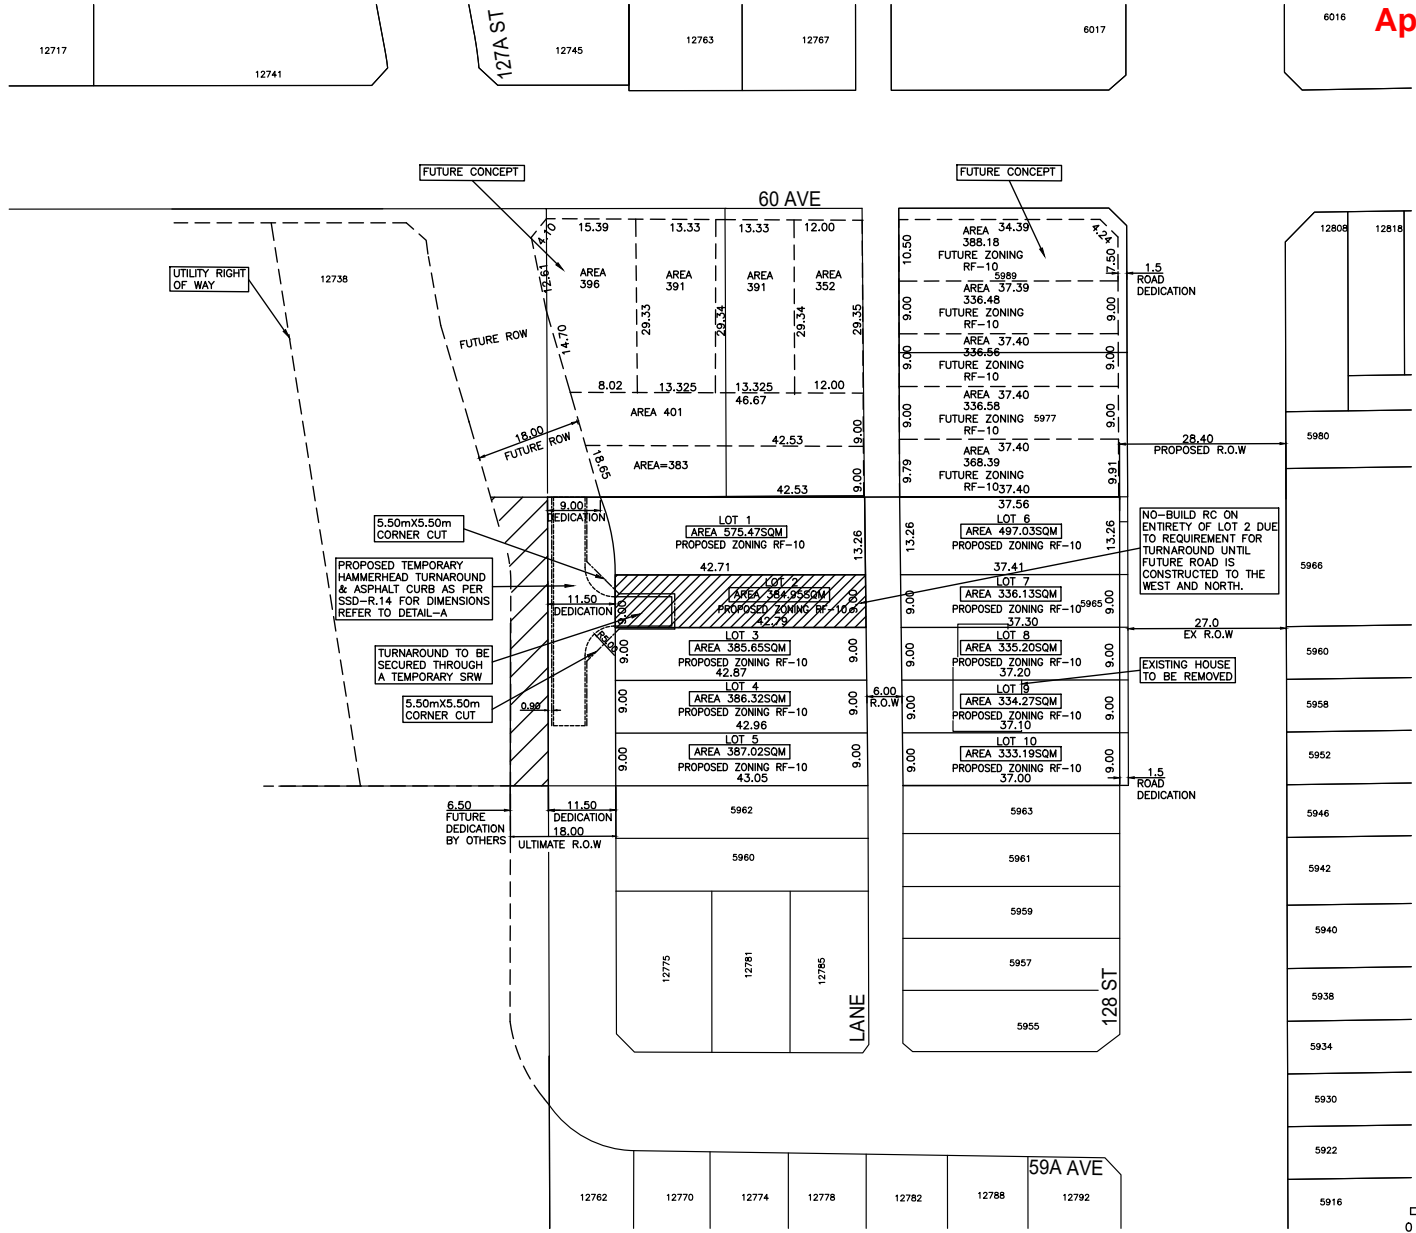 12717
12741
127A ST
12745
12763
12767
6017
6016
Ap
FUTURE CONCEPT
FUTURE CONCEPT
60 AVE
UTILITY RIGHT
OF WAY
12738
FUTURE ROW
4.10
12.61
14.70
15.39
13.33
13.33
12.00
AREA
396
AREA
391
AREA
391
AREA
352
29.33
29.34
29.34
29.35
8.02
13.325
13.325
12.00
46.67
AREA 401
9.00
42.53
AREA=383
9.00
42.53
18.00
FUTURE ROW
18.65
10.50
AREA 34.39
388.18
FUTURE ZONING
RF-10
5989
4.24
7.50
1.5
ROAD
DEDICATION
AREA 37.39
336.48
FUTURE ZONING
RF-10
9.00
9.00
AREA 37.40
336.56
FUTURE ZONING
RF-10
9.00
AREA 37.40
336.58
FUTURE ZONING 5977
RF-10
9.00
9.00
AREA 37.40
368.39
FUTURE ZONING
RF-10 37.40
9.79
9.91
28.40
PROPOSED R.O.W
12808
12818
5980
5966
5960
5958
5952
5946
5942
5940
5938
5934
5930
5922
5916
9.00
DEDICATION
5.50mX5.50m
CORNER CUT
PROPOSED TEMPORARY
HAMMERHEAD TURNAROUND
& ASPHALT CURB AS PER
SSD-R.14 FOR DIMENSIONS
REFER TO DETAIL-A
11.50
DEDICATION
TURNAROUND TO BE
SECURED THROUGH
A TEMPORARY SRW
5.50mX5.50m
CORNER CUT
0.90
R5.00
LOT 1
AREA 575.47SQM
PROPOSED ZONING RF-10
13.26
42.71
LOT 2
AREA 384.95SQM
PROPOSED ZONING RF-10
9.00
9.00
42.79
LOT 3
AREA 385.65SQM
PROPOSED ZONING RF-10
9.00
9.00
42.87
LOT 4
AREA 386.32SQM
PROPOSED ZONING RF-10
9.00
9.00
42.96
LOT 5
AREA 387.02SQM
PROPOSED ZONING RF-10
9.00
9.00
43.05
6.00
R.O.W
37.56
LOT 6
AREA 497.03SQM
PROPOSED ZONING RF-10
13.26
13.26
37.41
LOT 7
AREA 336.13SQM
PROPOSED ZONING RF-10
5965
9.00
9.00
37.30
LOT 8
AREA 335.20SQM
PROPOSED ZONING RF-10
9.00
9.00
37.20
LOT 9
AREA 334.27SQM
PROPOSED ZONING RF-10
9.00
9.00
37.10
LOT 10
AREA 333.19SQM
PROPOSED ZONING RF-10
9.00
9.00
37.00
NO-BUILD RC ON
ENTIRETY OF LOT 2 DUE
TO REQUIREMENT FOR
TURNAROUND UNTIL
FUTURE ROAD IS
CONSTRUCTED TO THE
WEST AND NORTH.
27.0
EX R.O.W
EXISTING HOUSE
TO BE REMOVED
1.5
ROAD
DEDICATION
6.50
FUTURE
DEDICATION
BY OTHERS
11.50
DEDICATION
18.00
ULTIMATE R.O.W
5962
5960
12775
12781
12785
LANE
5963
5961
5959
5957
5955
128 ST
59A AVE
12762
12770
12774
12778
12782
12788
12792
0